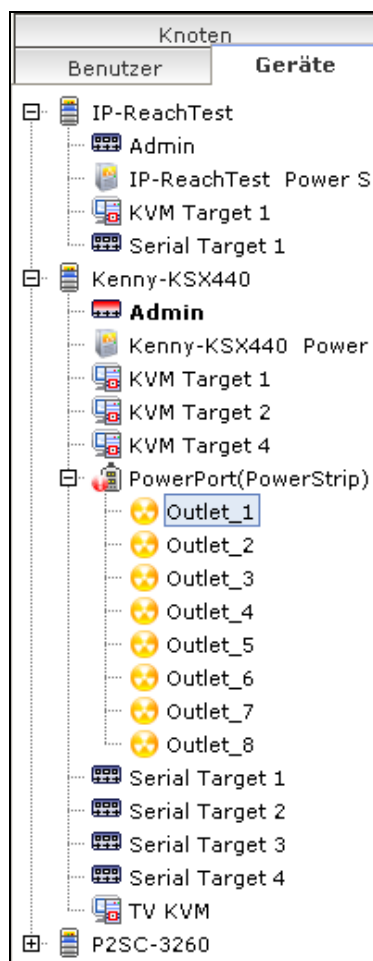 Knoten
Benutzer Geräte
IP-ReachTest
Admin
IP-ReachTest Power S
KVM Target 1
Serial Target 1
Kenny-KSX440
Admin
Kenny-KSX440 Power
KVM Target 1
KVM Target 2
KVM Target 4
PowerPort(PowerStrip)
Outlet_1
Outlet_2
Outlet_3
Outlet_4
Outlet_5
Outlet_6
Outlet_7
Outlet_8
Serial Target 1
Serial Target 2
Serial Target 3
Serial Target 4
TV KVM
P2SC-3260